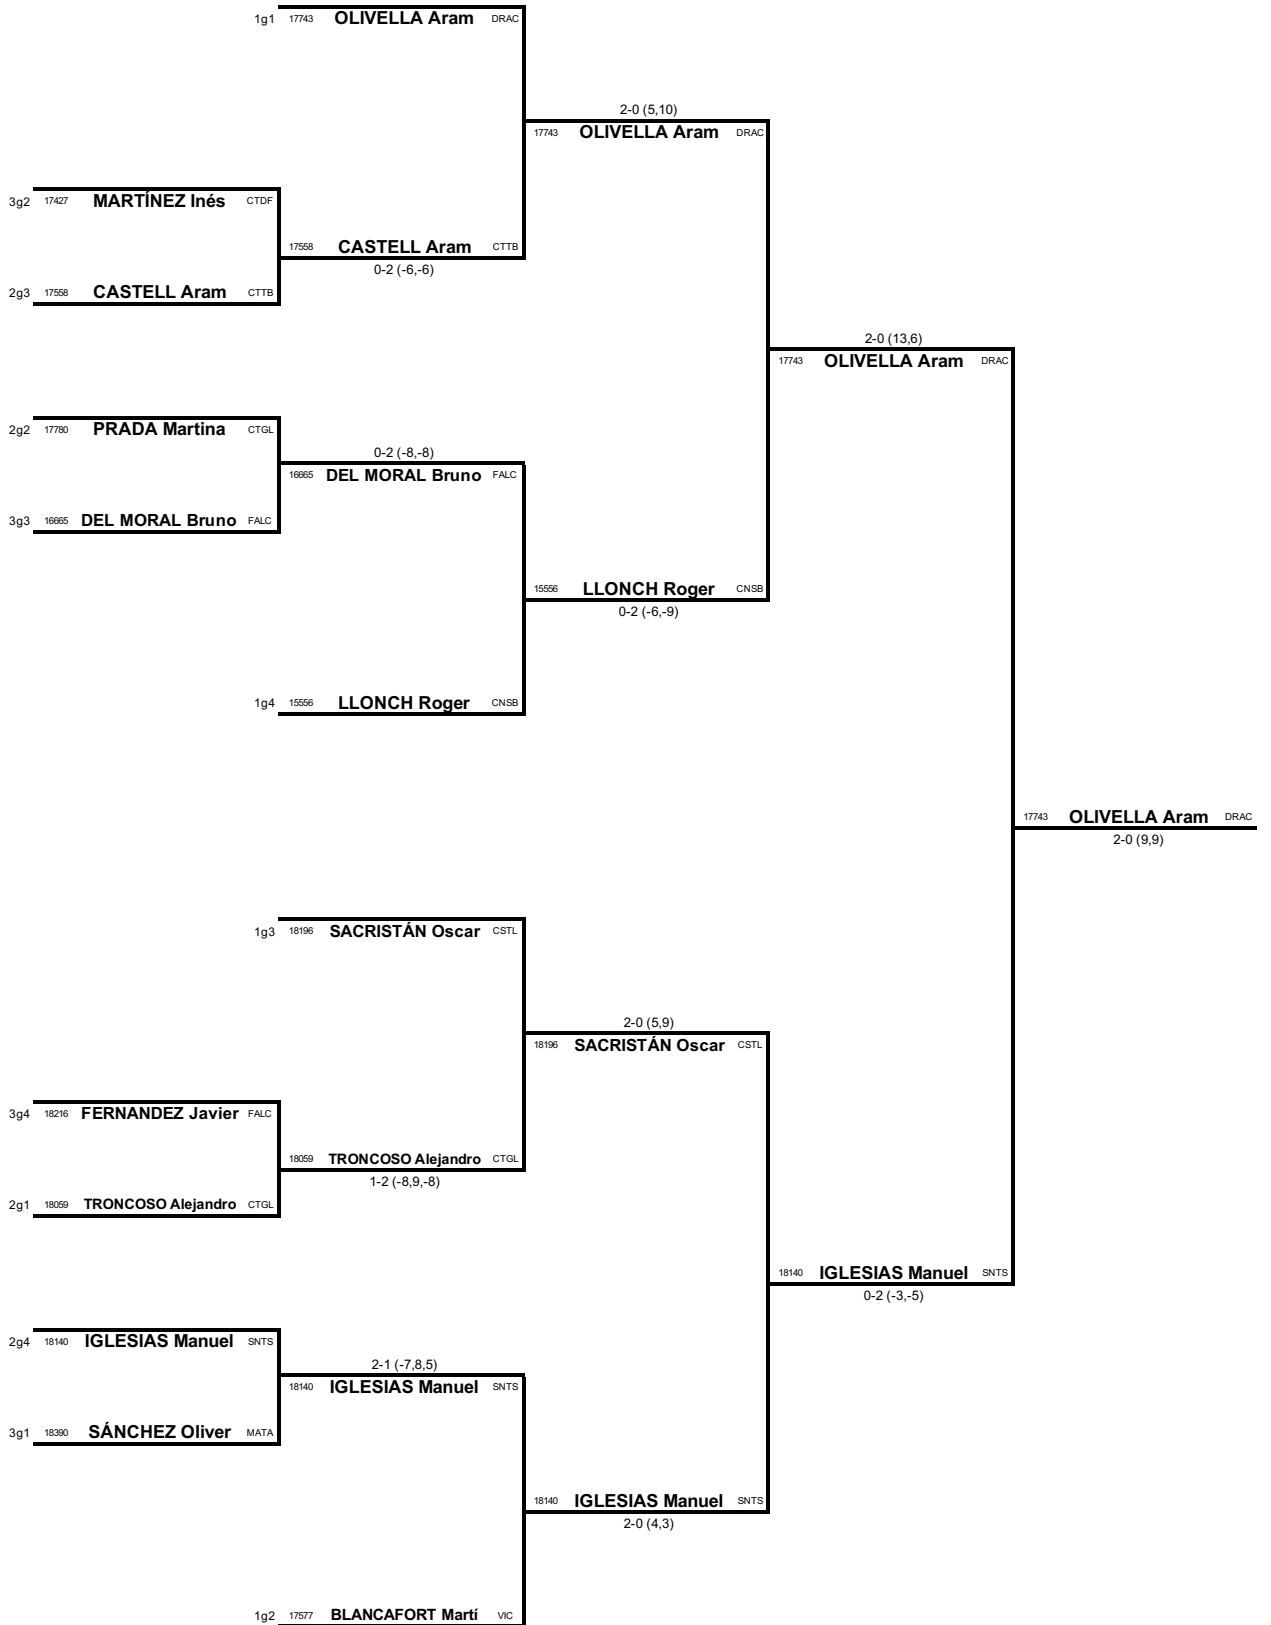 1g1 17743 OLIVELLA Aram DRAC
2-0 (5,10)
17743 OLIVELLA Aram DRAC
3g2 17427 MARTÍNEZ Inés CTDF
17558 CASTELL Aram CTTB
0-2 (-6,-6)
2g3 17558 CASTELL Aram CTTB
2-0 (13,6)
17743 OLIVELLA Aram DRAC
2g2 17780 PRADA Martina CTGL
0-2 (-8,-8)
16665 DEL MORAL Bruno FALC
3g3 16665 DEL MORAL Bruno FALC
15556 LLONCH Roger CNSB
0-2 (-6,-9)
1g4 15556 LLONCH Roger CNSB
17743 OLIVELLA Aram DRAC
2-0 (9,9)
1g3 18196 SACRISTÁN Oscar CSTL
2-0 (5,9)
18196 SACRISTÁN Oscar CSTL
3g4 18216 FERNANDEZ Javier FALC
18059 TRONCOSO Alejandro CTGL
1-2 (-8,9,-8)
2g1 18059 TRONCOSO Alejandro CTGL
18140 IGLESIAS Manuel SNTS
0-2 (-3,-5)
2g4 18140 IGLESIAS Manuel SNTS
2-1 (-7,8,5)
18140 IGLESIAS Manuel SNTS
3g1 18390 SÁNCHEZ Oliver MATA
18140 IGLESIAS Manuel SNTS
2-0 (4,3)
1g2 17577 BLANCAFORT Martí VIC